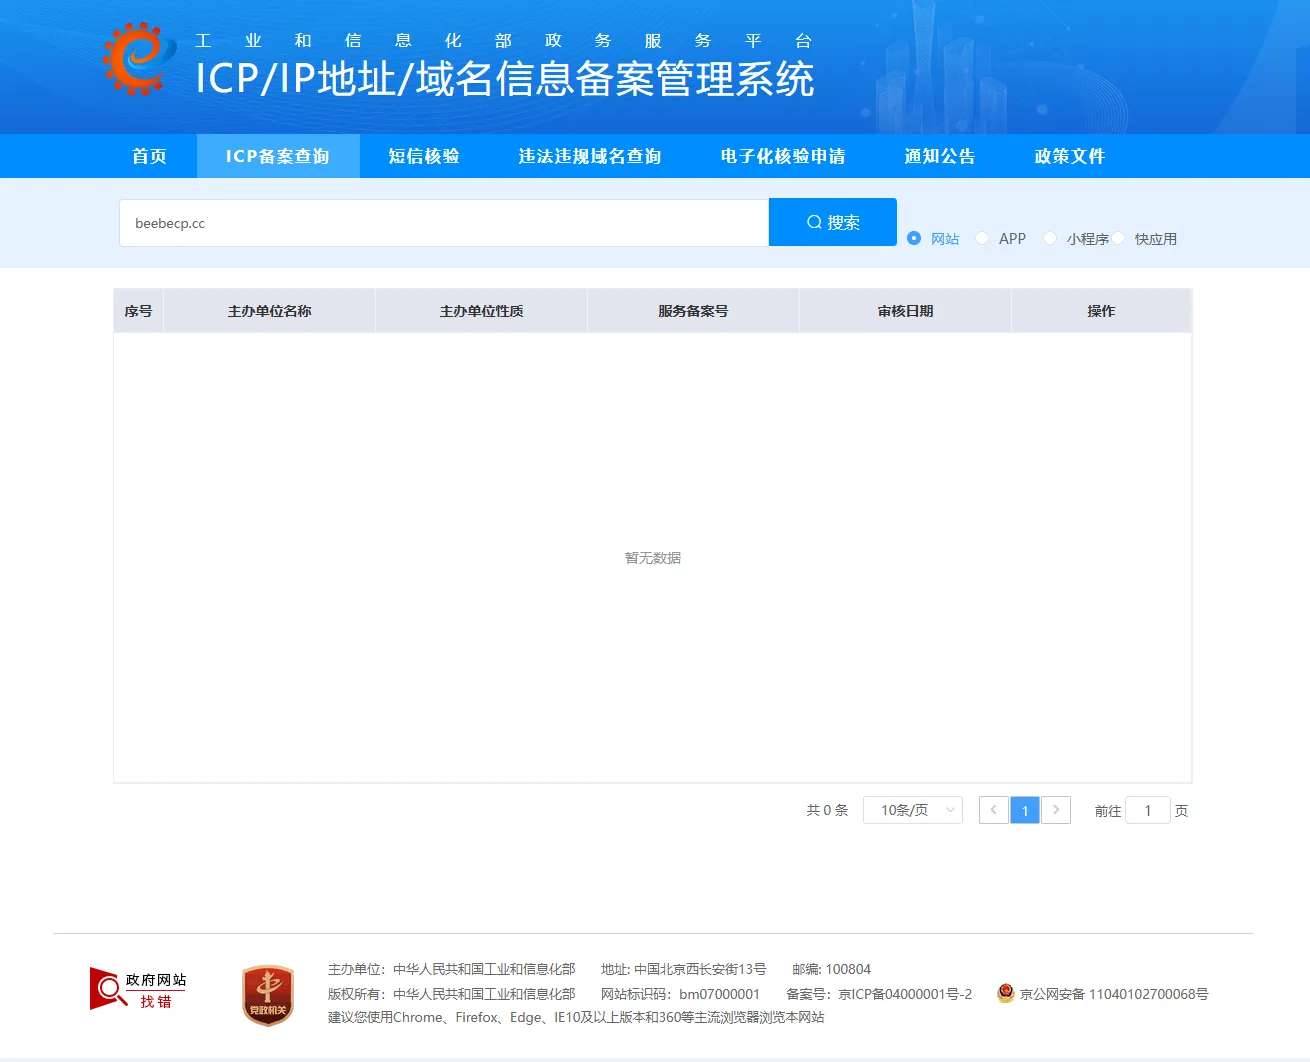 工业和信息化部政务服务平台
ICP/IP地址/域名信息备案管理系统
首页 ICP备案查询 短信核验 违法违规域名查询 电子化核验申请 通知公告 政策文件
beebecp.cc 搜索 网站 APP 小程序 快应用
序号 主办单位名称 主办单位性质 服务备案号 审核日期 操作
暂无数据
共 0 条 10条/页 1 前往 1 页
政府网站
找错
党政机关
主办单位：中华人民共和国工业和信息化部 地址: 中国北京西长安街13号 邮编: 100804
版权所有：中华人民共和国工业和信息化部 网站标识码：bm07000001 备案号：京ICP备04000001号-2 京公网安备 11040102700068号
建议您使用Chrome、Firefox、Edge、IE10及以上版本和360等主流浏览器浏览本网站